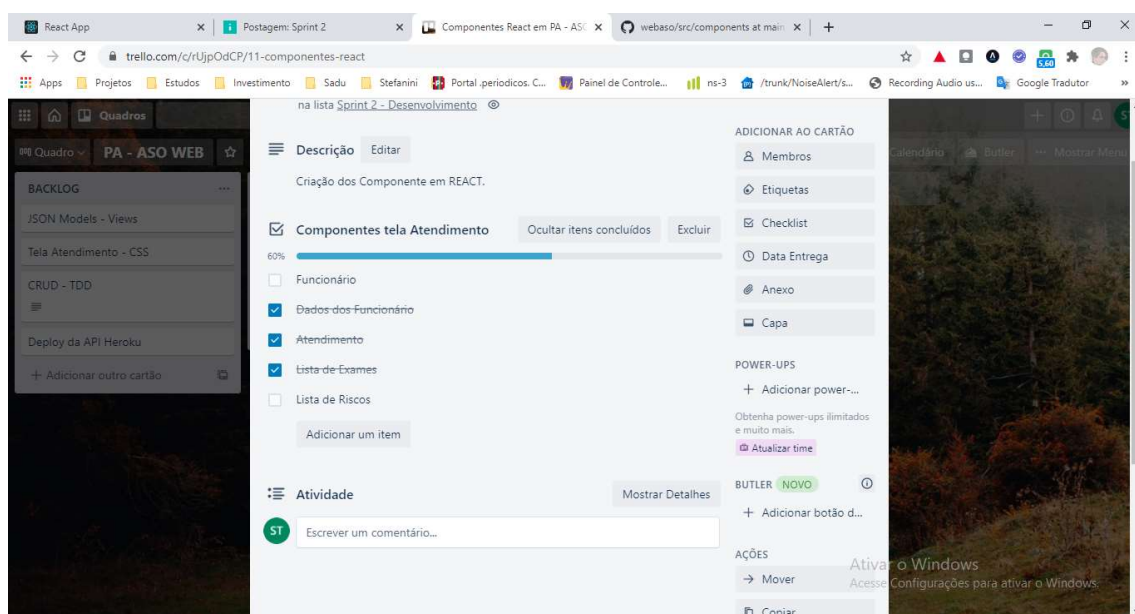 React App
Postagem: Sprint 2
Componentes React em PA - ASO
webaso/src/components at main
trello.com/c/rUjpOdCP/11-componentes-react
5,60
Apps Projetos Estudos Investimento Sadu Stefanini Portal .periodicos. C... Painel de Controle... ns-3 /trunk/NoiseAlert/s... Recording Audio us... Google Tradutor »
Quadros
Quadro
PA - ASO WEB
Calendário Butler ... Mostrar Menu
BACKLOG ...
JSON Models - Views
Tela Atendimento - CSS
CRUD - TDD
Deploy da API Heroku
+ Adicionar outro cartão
na lista Sprint 2 - Desenvolvimento
Descrição Editar
Criação dos Componente em REACT.
Componentes tela Atendimento Ocultar itens concluídos Excluir
60%
Funcionário
Dados dos Funcionário
Atendimento
Lista de Exames
Lista de Riscos
Adicionar um item
Atividade Mostrar Detalhes
ST Escrever um comentário...
ADICIONAR AO CARTÃO
Membros
Etiquetas
Checklist
Data Entrega
Anexo
Capa
POWER-UPS
+ Adicionar power-...
Obtenha power-ups ilimitados
e muito mais.
Atualizar time
BUTLER NOVO
+ Adicionar botão d...
AÇÕES
→ Mover
Copiar
Ativar o Windows
Acesse Configurações para ativar o Windows.